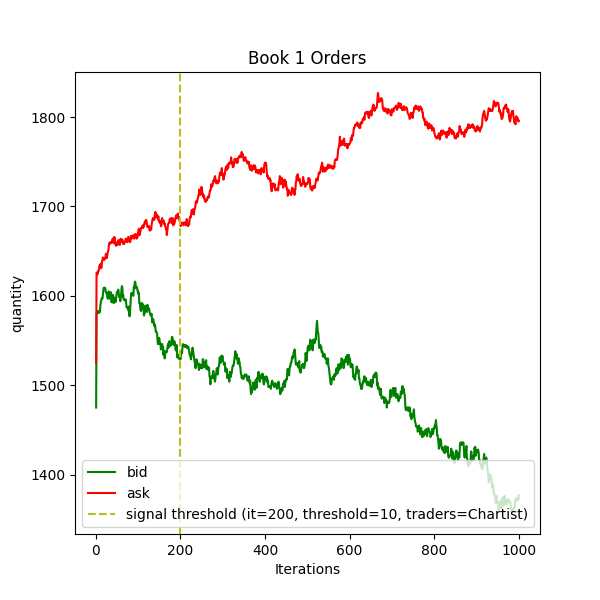 Book 1 Orders
quantity
1800
1700
1600
1500
1400
bid
ask
signal threshold (it=200, threshold=10, traders=Chartist)
0 200 400 600 800 1000
Iterations